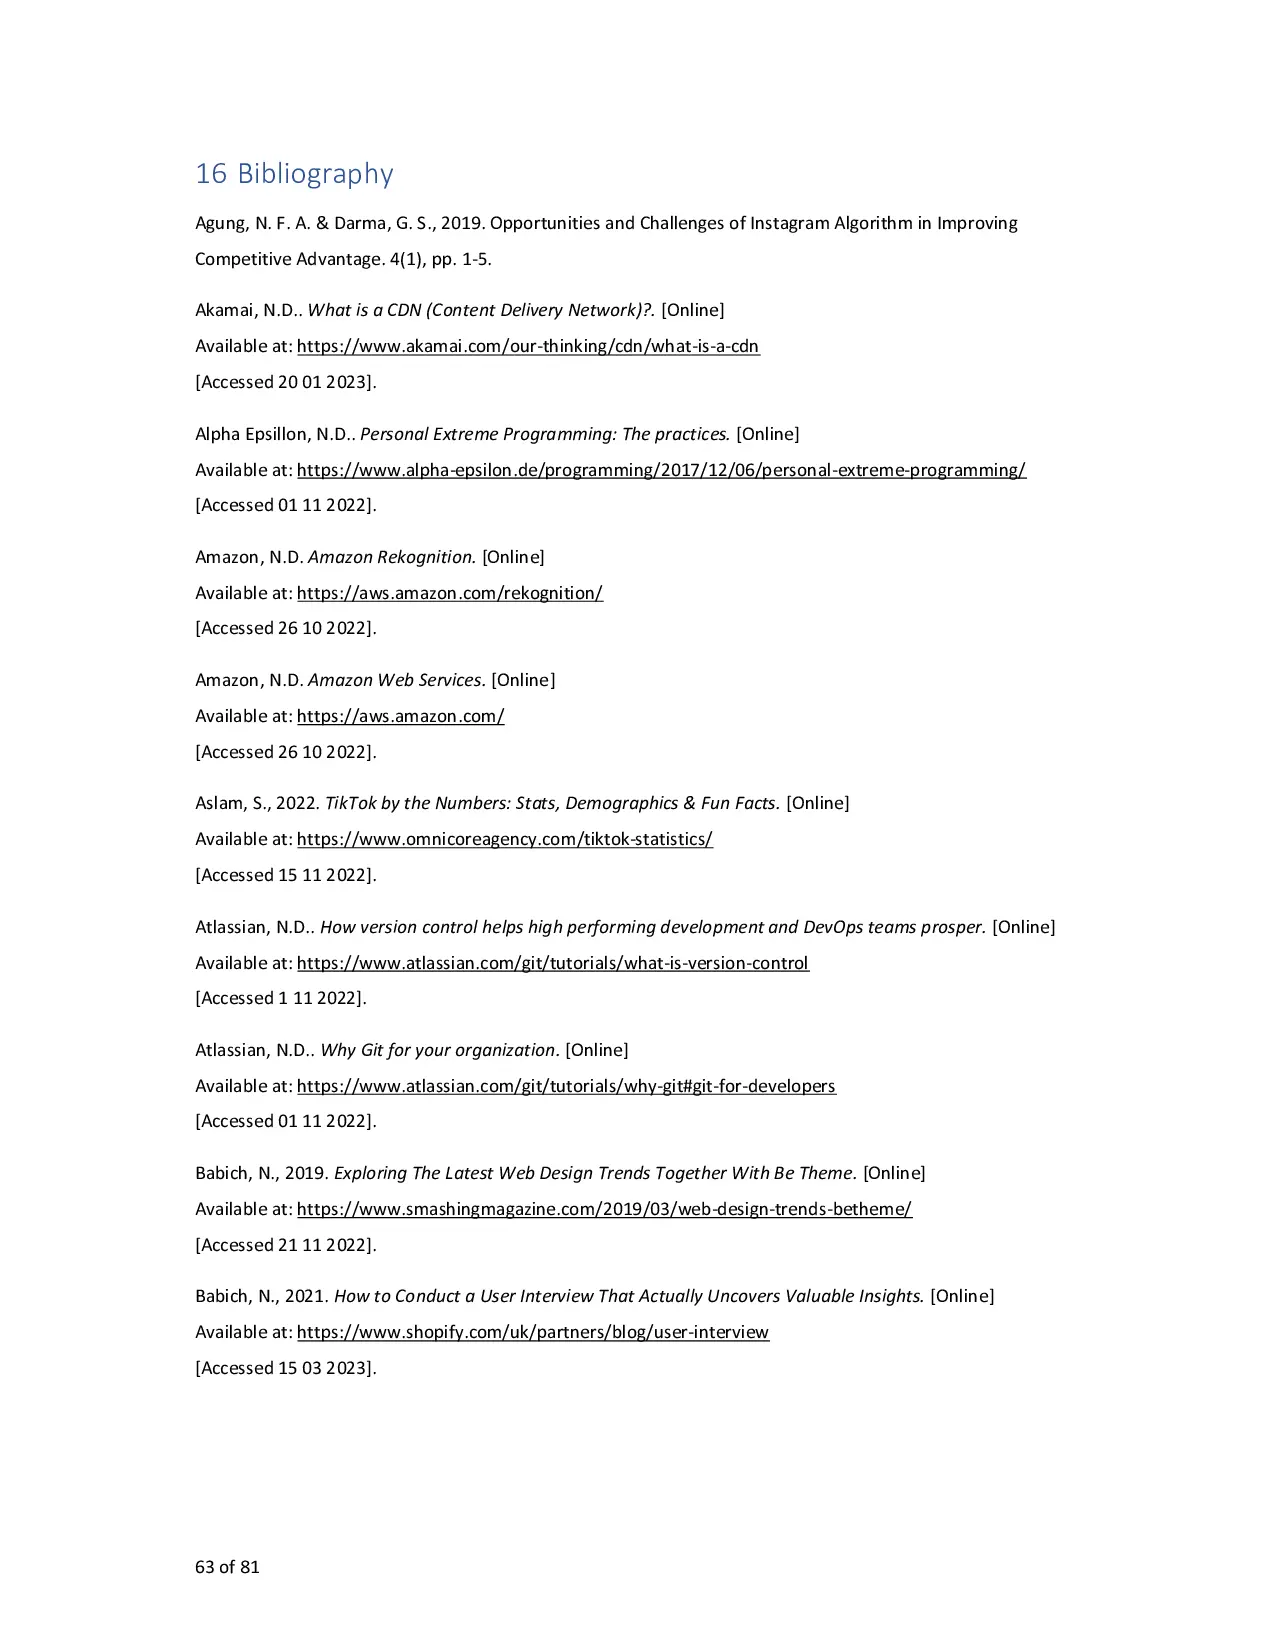 16 Bibliography
Agung, N. F. A. & Darma, G. S., 2019. Opportunities and Challenges of Instagram Algorithm in Improving
Competitive Advantage. 4(1), pp. 1-5.
Akamai, N.D.. What is a CDN (Content Delivery Network)?. [Online]
Available at: https://www.akamai.com/our-thinking/cdn/what-is-a-cdn
[Accessed 20 01 2023].
Alpha Epsillon, N.D.. Personal Extreme Programming: The practices. [Online]
Available at: https://www.alpha-epsilon.de/programming/2017/12/06/personal-extreme-programming/
[Accessed 01 11 2022].
Amazon, N.D. Amazon Rekognition. [Online]
Available at: https://aws.amazon.com/rekognition/
[Accessed 26 10 2022].
Amazon, N.D. Amazon Web Services. [Online]
Available at: https://aws.amazon.com/
[Accessed 26 10 2022].
Aslam, S., 2022. TikTok by the Numbers: Stats, Demographics & Fun Facts. [Online]
Available at: https://www.omnicoreagency.com/tiktok-statistics/
[Accessed 15 11 2022].
Atlassian, N.D.. How version control helps high performing development and DevOps teams prosper. [Online]
Available at: https://www.atlassian.com/git/tutorials/what-is-version-control
[Accessed 1 11 2022].
Atlassian, N.D.. Why Git for your organization. [Online]
Available at: https://www.atlassian.com/git/tutorials/why-git#git-for-developers
[Accessed 01 11 2022].
Babich, N., 2019. Exploring The Latest Web Design Trends Together With Be Theme. [Online]
Available at: https://www.smashingmagazine.com/2019/03/web-design-trends-betheme/
[Accessed 21 11 2022].
Babich, N., 2021. How to Conduct a User Interview That Actually Uncovers Valuable Insights. [Online]
Available at: https://www.shopify.com/uk/partners/blog/user-interview
[Accessed 15 03 2023].
63 of 81